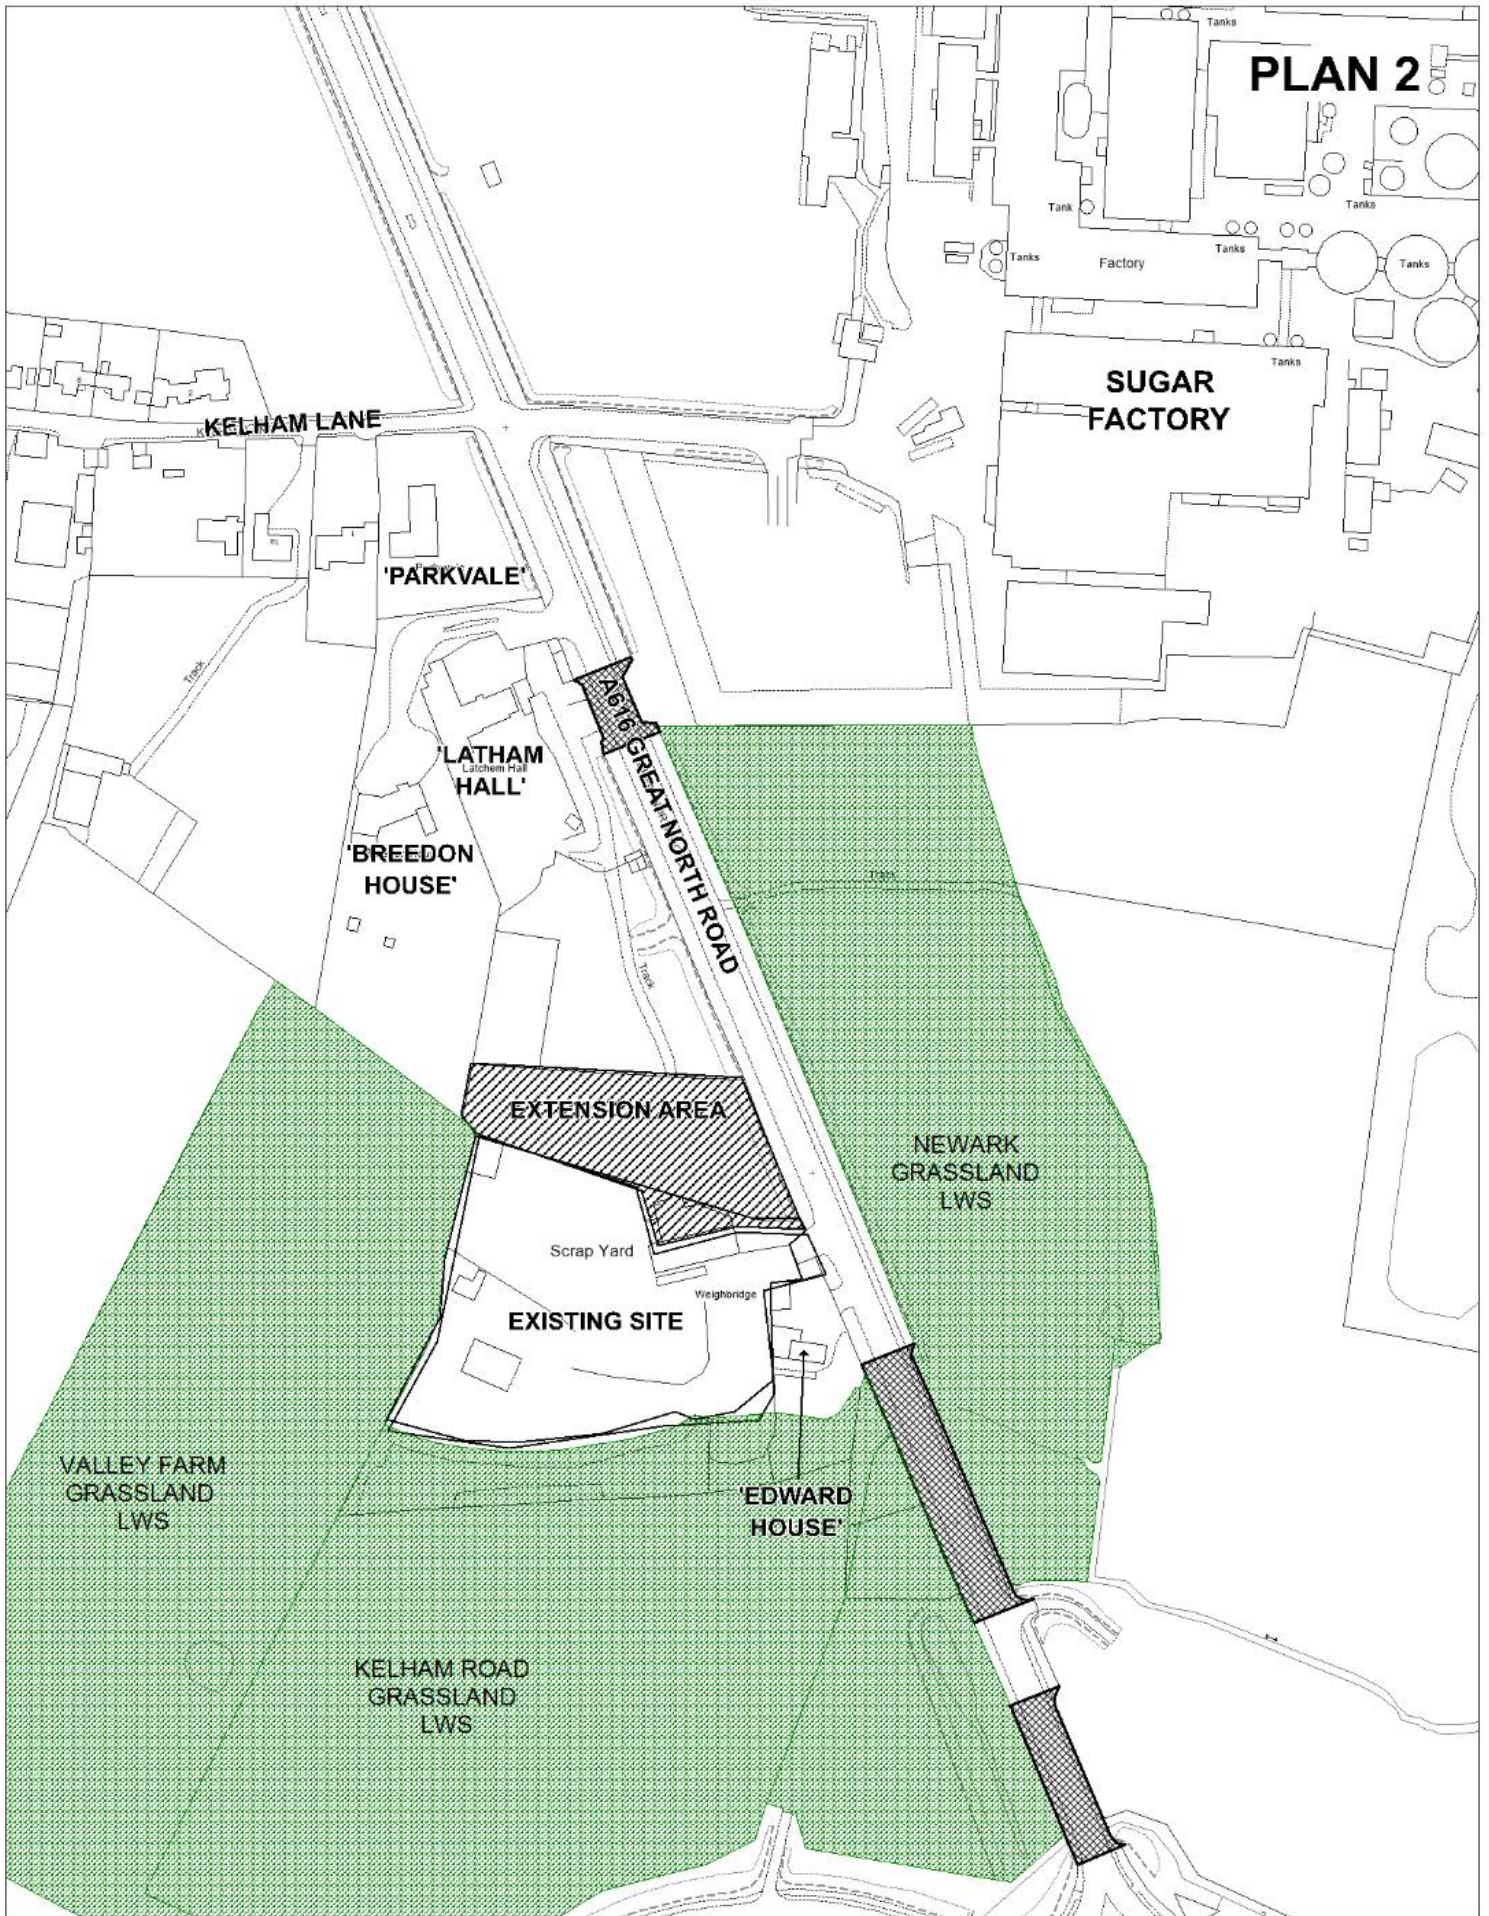 Tanks
PLAN 2
Tank
Tanks
Tanks
Tanks
Factory
Tanks
Tanks
SUGAR
FACTORY
KELHAM LANE
'PARKVALE'
Track
A616 GREAT NORTH ROAD
'LATHAM
Latchem Hall
HALL'
'BREEDON
HOUSE'
Track
Track
EXTENSION AREA
NEWARK
GRASSLAND
LWS
Scrap Yard
Weighbridge
EXISTING SITE
VALLEY FARM
GRASSLAND
LWS
'EDWARD
HOUSE'
KELHAM ROAD
GRASSLAND
LWS